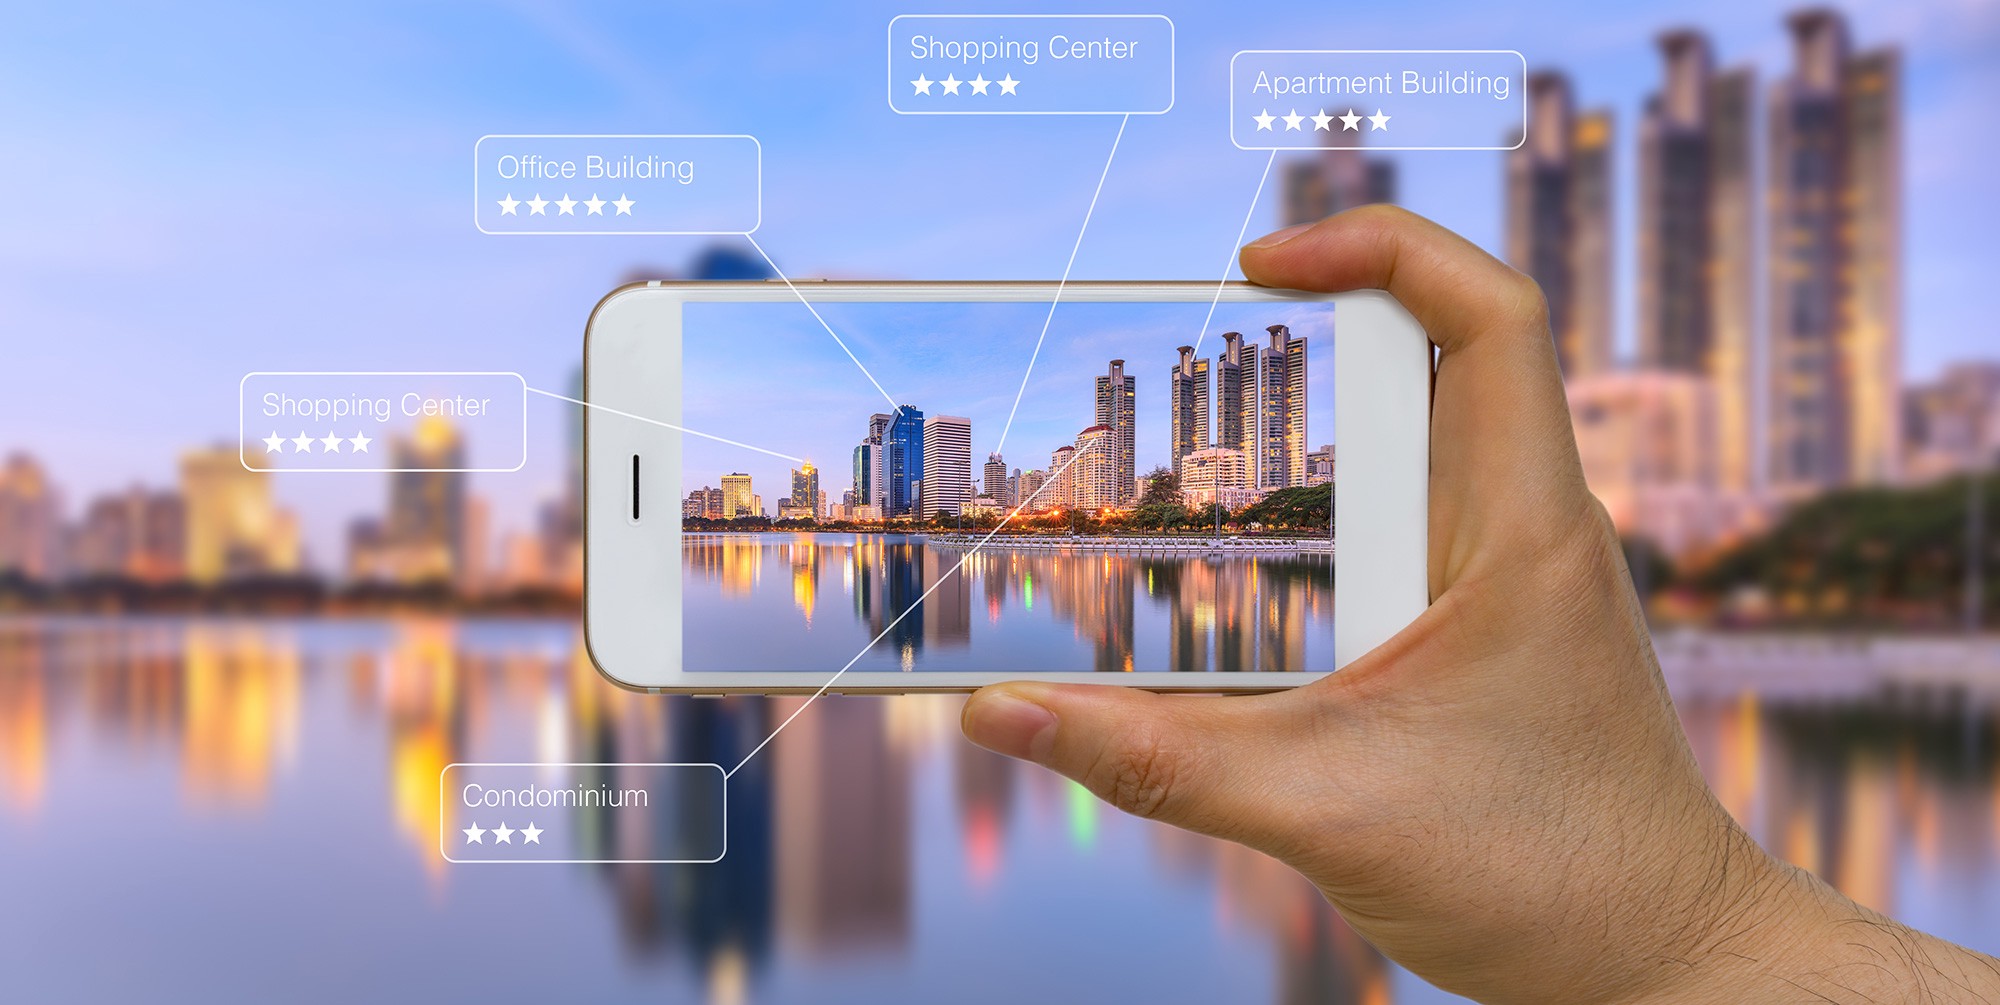 Shopping Center
★★★★
Apartment Building
★★★★★
Office Building
★★★★★
Shopping Center
★★★★
Condominium
★★★